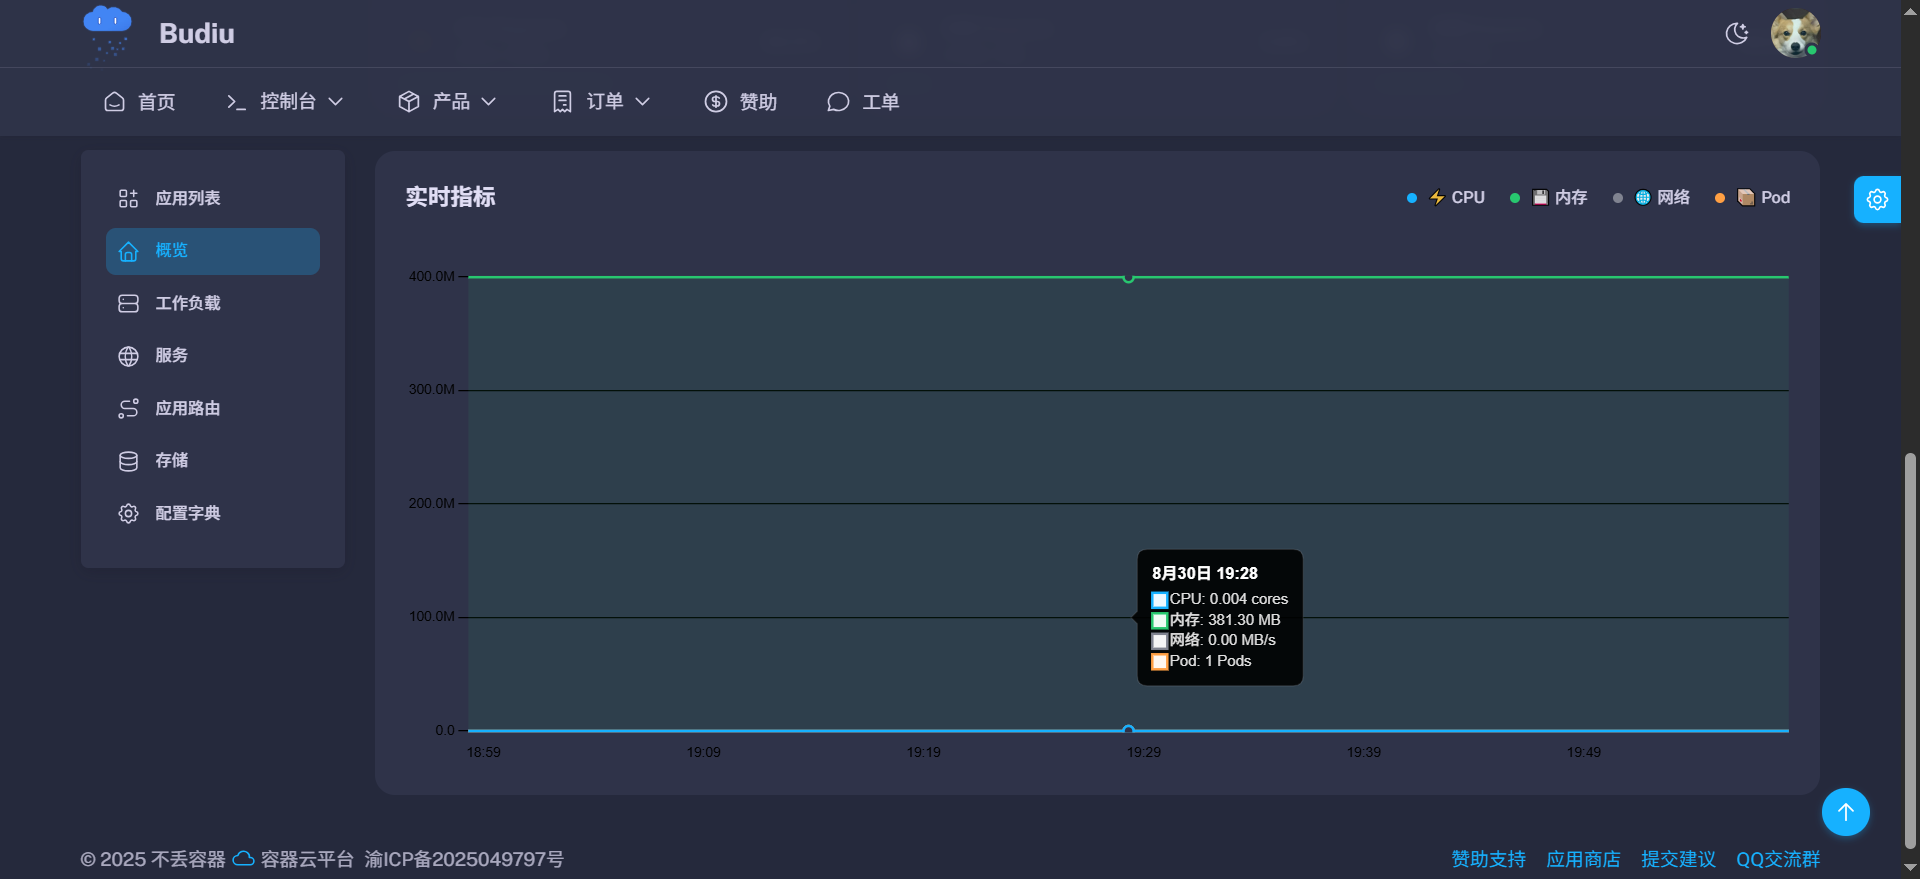 Budiu
首页 控制台 产品 订单 赞助 工单
应用列表
概览
工作负载
服务
应用路由
存储
配置字典
实时指标
⚡ CPU 💾 内存 🌐 网络 📦 Pod
400.0M
300.0M
200.0M
100.0M
0.0
18:59 19:09 19:19 19:29 19:39 19:49
8月30日 19:28
CPU: 0.004 cores
内存: 381.30 MB
网络: 0.00 MB/s
Pod: 1 Pods
© 2025 不丢容器 容器云平台 渝ICP备2025049797号
赞助支持 应用商店 提交建议 QQ交流群